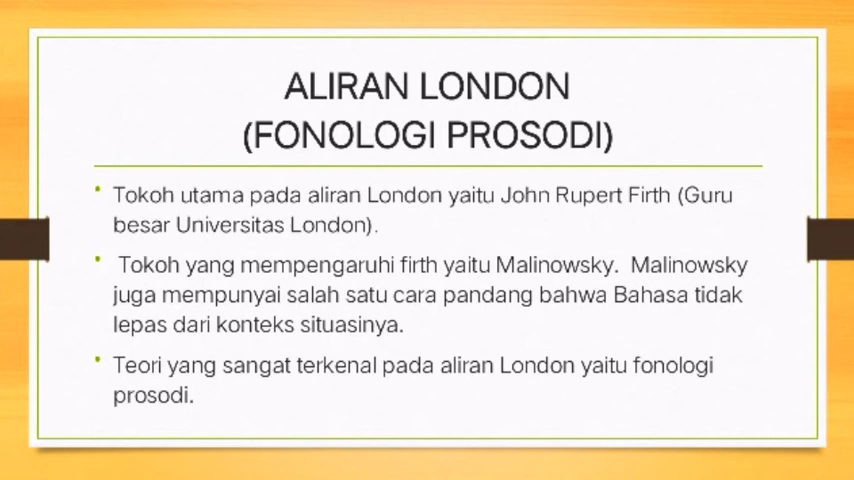 ALIRAN LONDON
(FONOLOGI PROSODI)
• Tokoh utama pada aliran London yaitu John Rupert Firth (Guru
besar Universitas London).
• Tokoh yang mempengaruhi firth yaitu Malinowsky. Malinowsky
juga mempunyai salah satu cara pandang bahwa Bahasa tidak
lepas dari konteks situasinya.
• Teori yang sangat terkenal pada aliran London yaitu fonologi
prosodi.